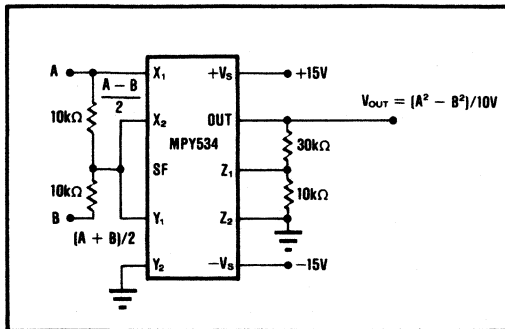 A
X₁
+Vₛ
+15V
A − B
2
V_OUT = (A² − B²)/10V
10kΩ
X₂
OUT
MPY534
30kΩ
SF
Z₁
10kΩ
10kΩ
B
Y₁
Z₂
(A + B)/2
Y₂
−Vₛ
−15V